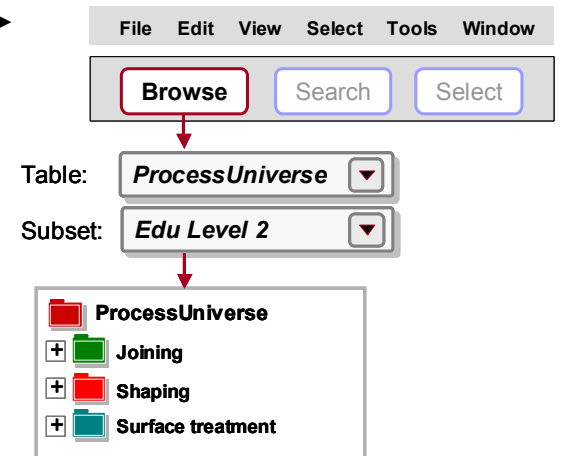 File Edit View Select Tools Window
Browse Search Select
Table: ProcessUniverse
Subset: Edu Level 2
ProcessUniverse
Joining
Shaping
Surface treatment